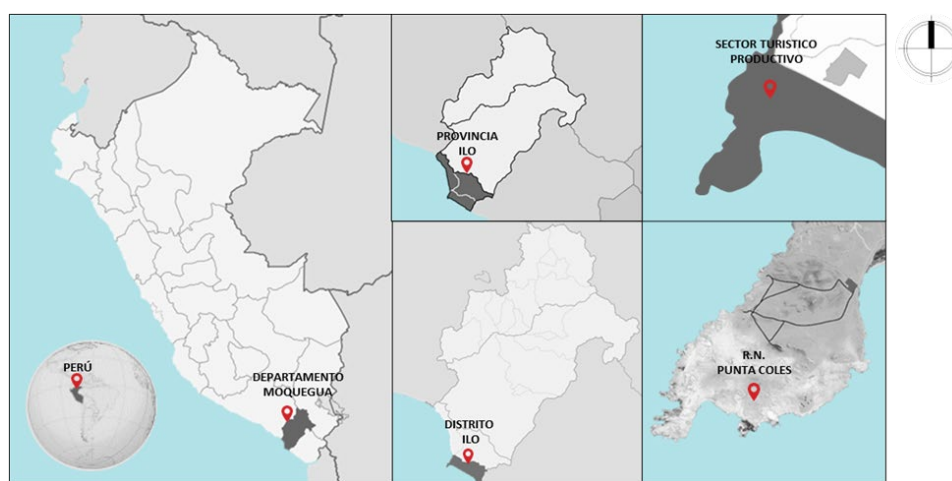 PERÚ
DEPARTAMENTO
MOQUEGUA
PROVINCIA
ILO
DISTRITO
ILO
SECTOR TURISTICO
PRODUCTIVO
R.N.
PUNTA COLES